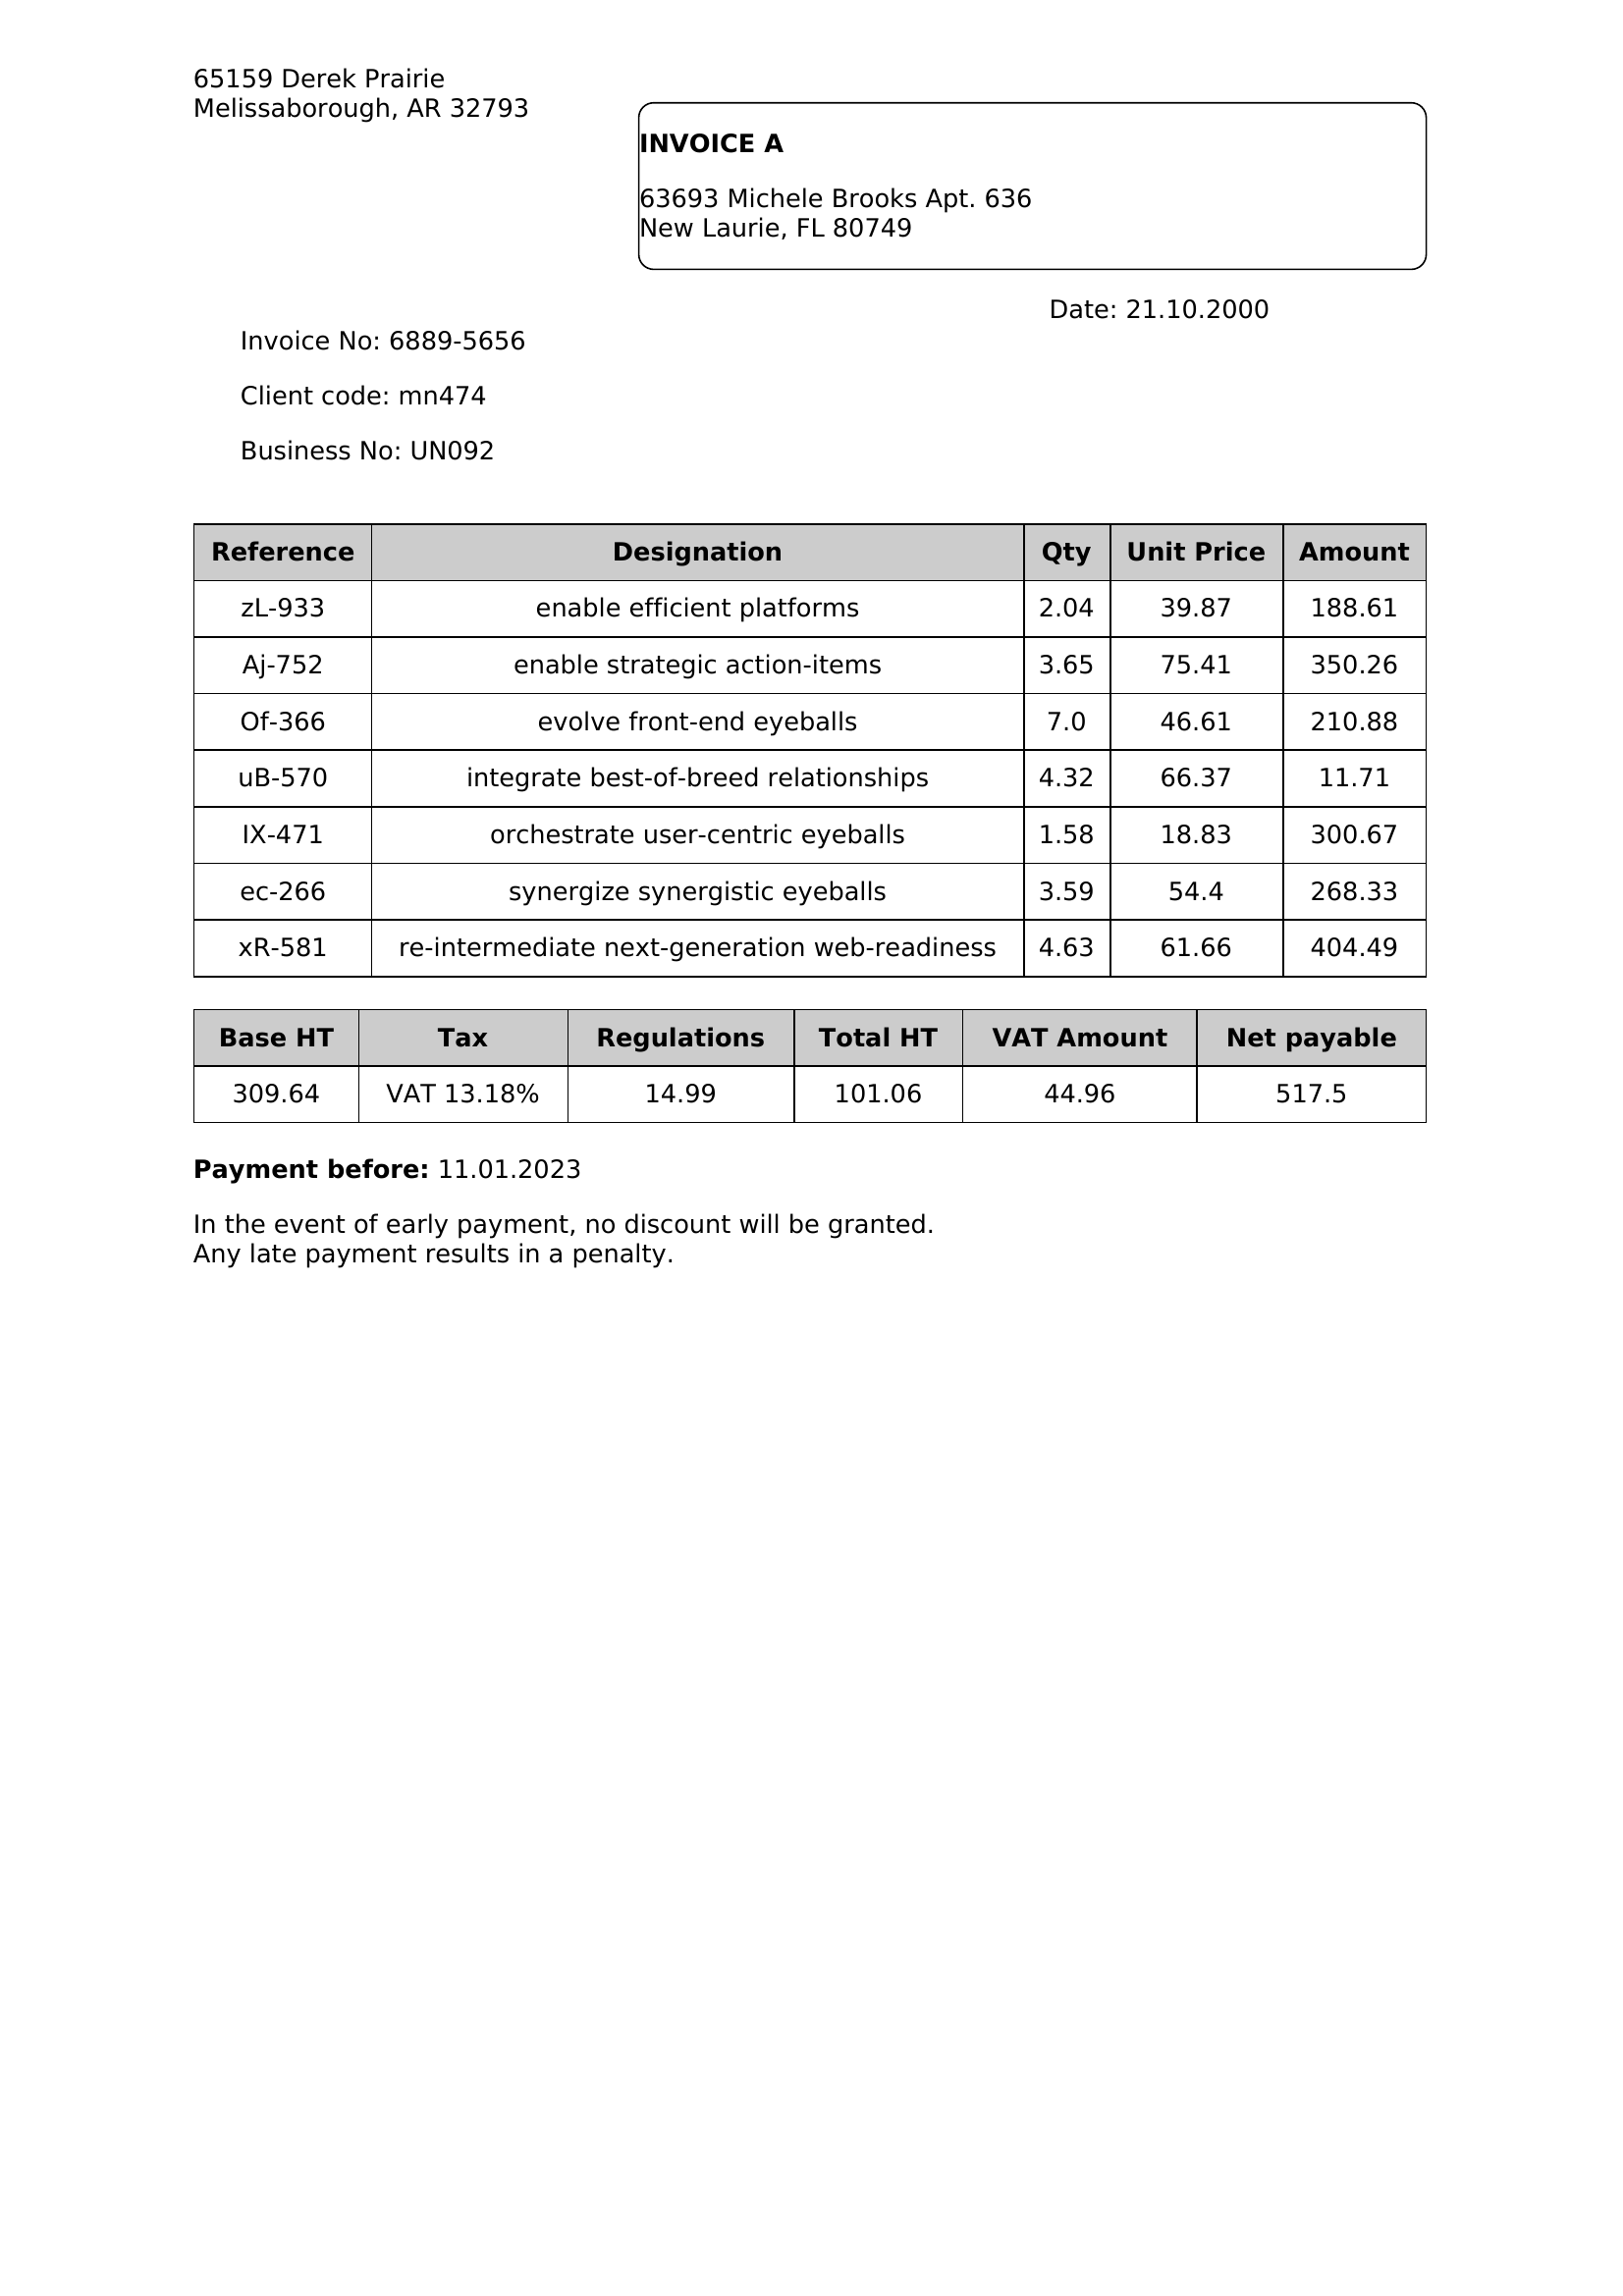 65159 Derek Prairie
Melissaborough, AR 32793
INVOICE A
63693 Michele Brooks Apt. 636
New Laurie, FL 80749
Date: 21.10.2000
Invoice No: 6889-5656
Client code: mn474
Business No: UN092
Reference Designation Qty Unit Price Amount
zL-933 enable efficient platforms 2.04 39.87 188.61
Aj-752 enable strategic action-items 3.65 75.41 350.26
Of-366 evolve front-end eyeballs 7.0 46.61 210.88
uB-570 integrate best-of-breed relationships 4.32 66.37 11.71
IX-471 orchestrate user-centric eyeballs 1.58 18.83 300.67
ec-266 synergize synergistic eyeballs 3.59 54.4 268.33
xR-581 re-intermediate next-generation web-readiness 4.63 61.66 404.49
Base HT Tax Regulations Total HT VAT Amount Net payable
309.64 VAT 13.18% 14.99 101.06 44.96 517.5
Payment before: 11.01.2023
In the event of early payment, no discount will be granted.
Any late payment results in a penalty.